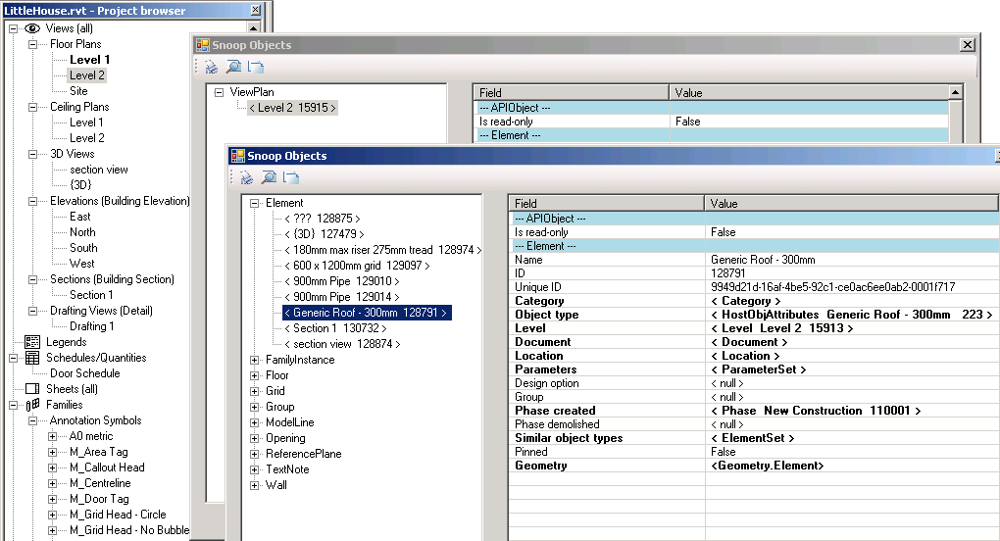 LittleHouse.rvt - Project browser
Views (all)
Floor Plans
Level 1
Level 2
Site
Ceiling Plans
Level 1
Level 2
3D Views
section view
{3D}
Elevations (Building Elevation)
East
North
South
West
Sections (Building Section)
Section 1
Drafting Views (Detail)
Drafting 1
Legends
Schedules/Quantities
Door Schedule
Sheets (all)
Families
Annotation Symbols
A0 metric
M_Area Tag
M_Callout Head
M_Centreline
M_Door Tag
M_Grid Head - Circle
M_Grid Head - No Bubble
Snoop Objects
ViewPlan
< Level 2 15915 >
Field Value
--- APIObject ---
Is read-only False
--- Element ---
Snoop Objects
Element
< ??? 128875 >
< {3D} 127479 >
< 180mm max riser 275mm tread 128974 >
< 600 x 1200mm grid 129097 >
< 900mm Pipe 129010 >
< 900mm Pipe 129014 >
< Generic Roof - 300mm 128791 >
< Section 1 130732 >
< section view 128874 >
FamilyInstance
Floor
Grid
Group
ModelLine
Opening
ReferencePlane
TextNote
Wall
Field Value
--- APIObject ---
Is read-only False
--- Element ---
Name Generic Roof - 300mm
ID 128791
Unique ID 9949d21d-16af-4be5-92c1-ce0ac6ee0ab2-0001f717
Category < Category >
Object type < HostObjAttributes Generic Roof - 300mm 223 >
Level < Level Level 2 15913 >
Document < Document >
Location < Location >
Parameters < ParameterSet >
Design option < null >
Group < null >
Phase created < Phase New Construction 110001 >
Phase demolished < null >
Similar object types < ElementSet >
Pinned False
Geometry <Geometry.Element>